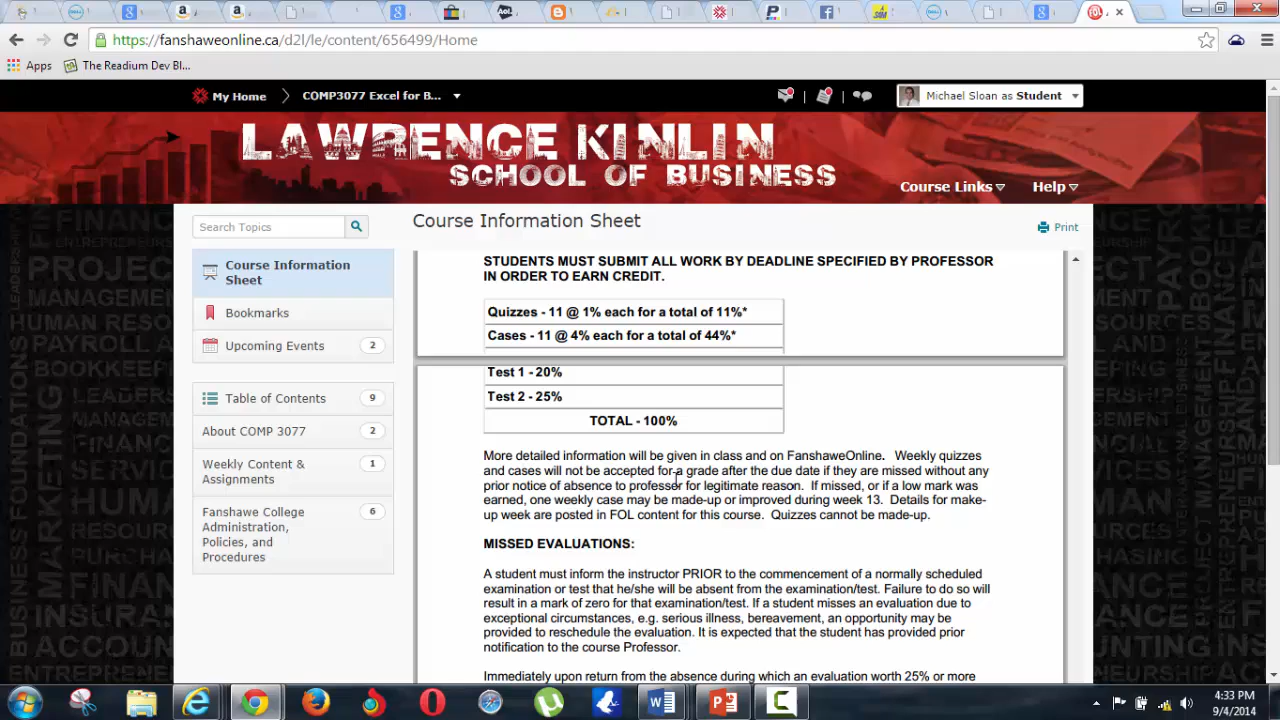 https://fanshaweonline.ca/d2l/le/content/656499/Home
Apps The Readium Dev Bl...
My Home COMP3077 Excel for B... Michael Sloan as Student
LAWRENCE KINLIN
SCHOOL OF BUSINESS
Course Links Help
Search Topics
Course Information
Sheet
Bookmarks
Upcoming Events 2
Table of Contents 9
About COMP 3077 2
Weekly Content & 1
Assignments
Fanshawe College 6
Administration,
Policies, and
Procedures
Course Information Sheet
Print
STUDENTS MUST SUBMIT ALL WORK BY DEADLINE SPECIFIED BY PROFESSOR
IN ORDER TO EARN CREDIT.
Quizzes - 11 @ 1% each for a total of 11%*
Cases - 11 @ 4% each for a total of 44%*
Test 1 - 20%
Test 2 - 25%
TOTAL - 100%
More detailed information will be given in class and on FanshaweOnline. Weekly quizzes
and cases will not be accepted for a grade after the due date if they are missed without any
prior notice of absence to professor for legitimate reason. If missed, or if a low mark was
earned, one weekly case may be made-up or improved during week 13. Details for make-
up week are posted in FOL content for this course. Quizzes cannot be made-up.
MISSED EVALUATIONS:
A student must inform the instructor PRIOR to the commencement of a normally scheduled
examination or test that he/she will be absent from the examination/test. Failure to do so will
result in a mark of zero for that examination/test. If a student misses an evaluation due to
exceptional circumstances, e.g. serious illness, bereavement, an opportunity may be
provided to reschedule the evaluation. It is expected that the student has provided prior
notification to the course Professor.
Immediately upon return from the absence during which an evaluation worth 25% or more
4:33 PM
9/4/2014